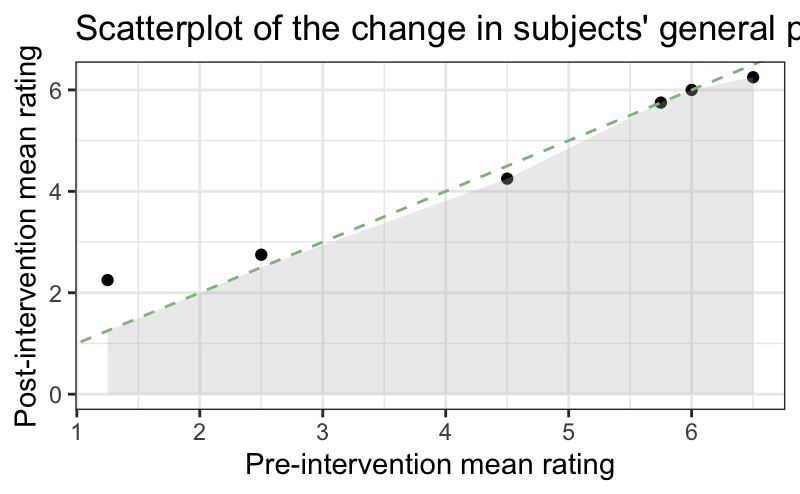 Scatterplot of the change in subjects' general
Post-intervention mean rating
6
4
2
0
1 2 3 4 5 6
Pre-intervention mean rating